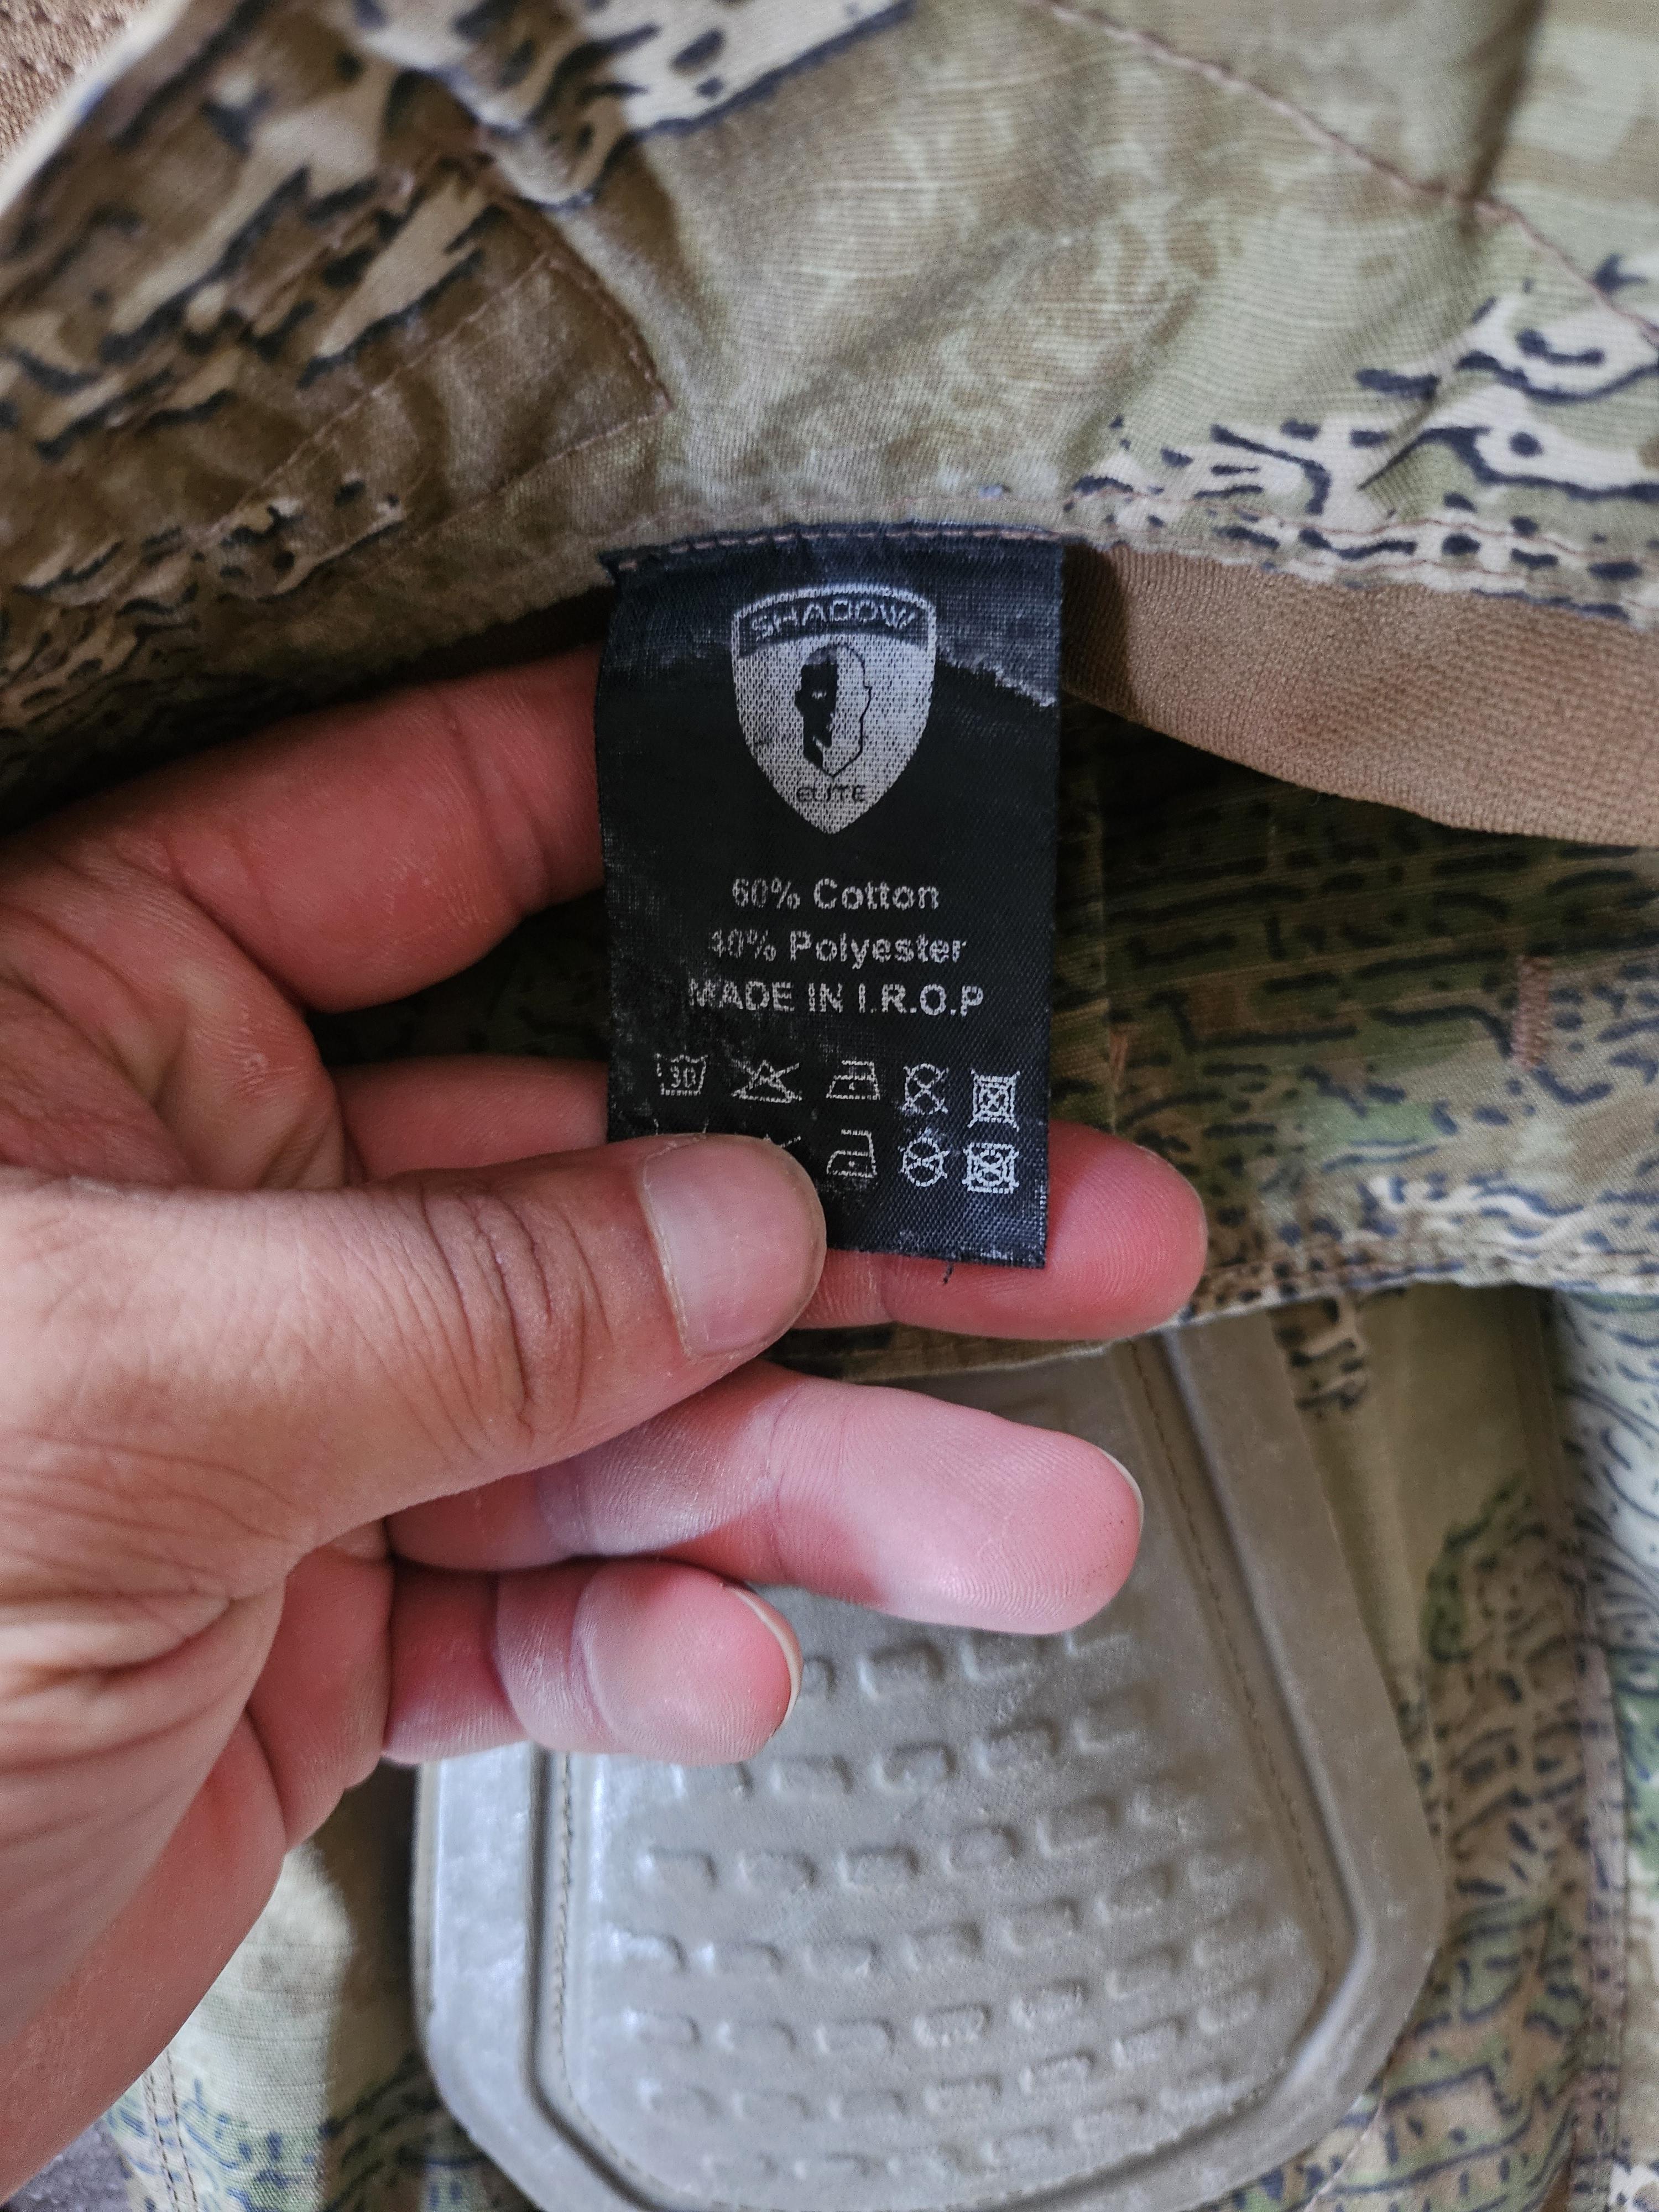 SHADOW
ELITE
60% Cotton
40% Polyester
MADE IN I.R.O.P
30